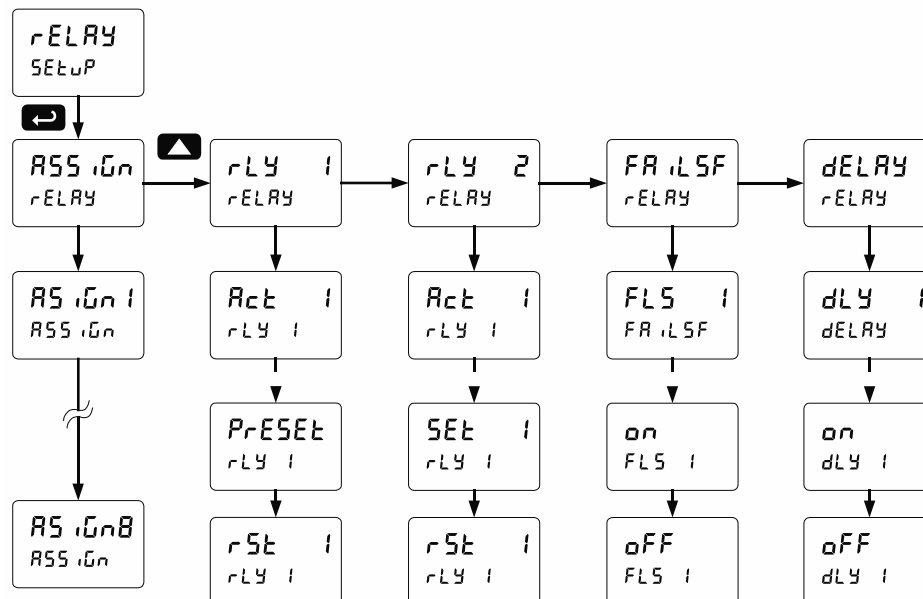 rELAY
SEtuP
ASSiGn
rELAY
rLY 1
rELAY
rLY 2
rELAY
FAiLSF
rELAY
dELAY
rELAY
ASiGn1
ASSiGn
Act 1
rLY 1
Act 1
rLY 1
FLS 1
FAiLSF
dLY 1
dELAY
PrESEt
rLY 1
SEt 1
rLY 1
on
FLS 1
on
dLY 1
ASiGn8
ASSiGn
rSt 1
rLY 1
rSt 1
rLY 1
oFF
FLS 1
oFF
dLY 1